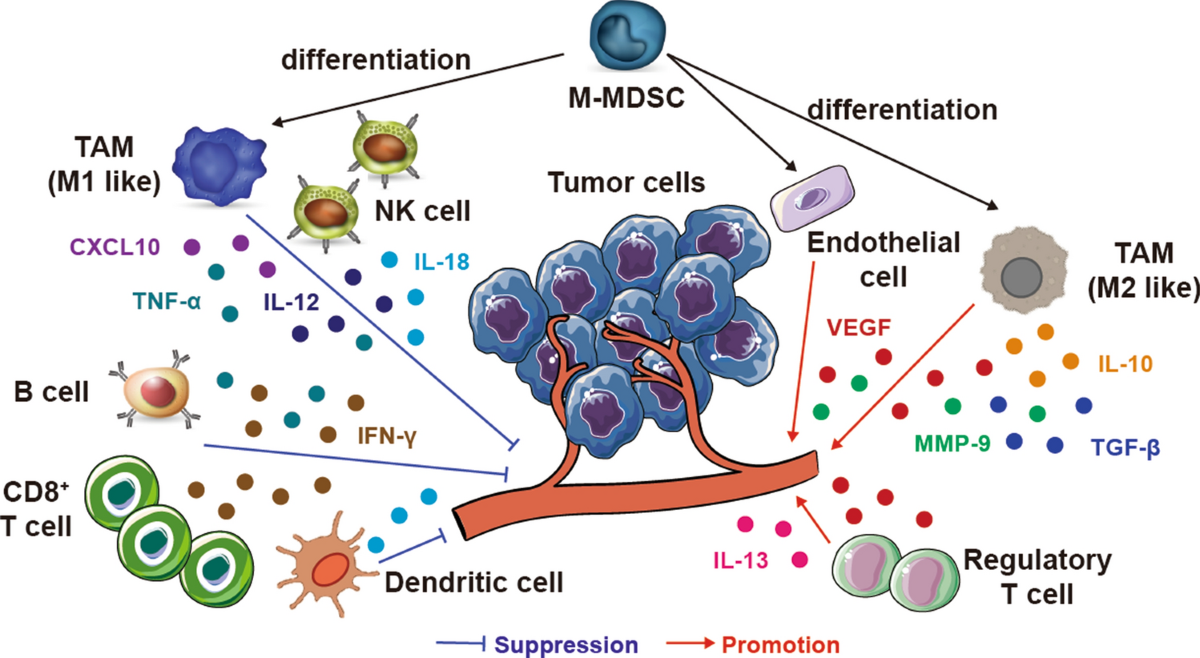 differentiation
M-MDSC
differentiation
TAM
(M1 like)
NK cell
Tumor cells
Endothelial
cell
TAM
(M2 like)
CXCL10
IL-18
TNF-α
IL-12
VEGF
IL-10
B cell
IFN-γ
MMP-9
TGF-β
CD8⁺
T cell
IL-13
Dendritic cell
Regulatory
T cell
Suppression
Promotion